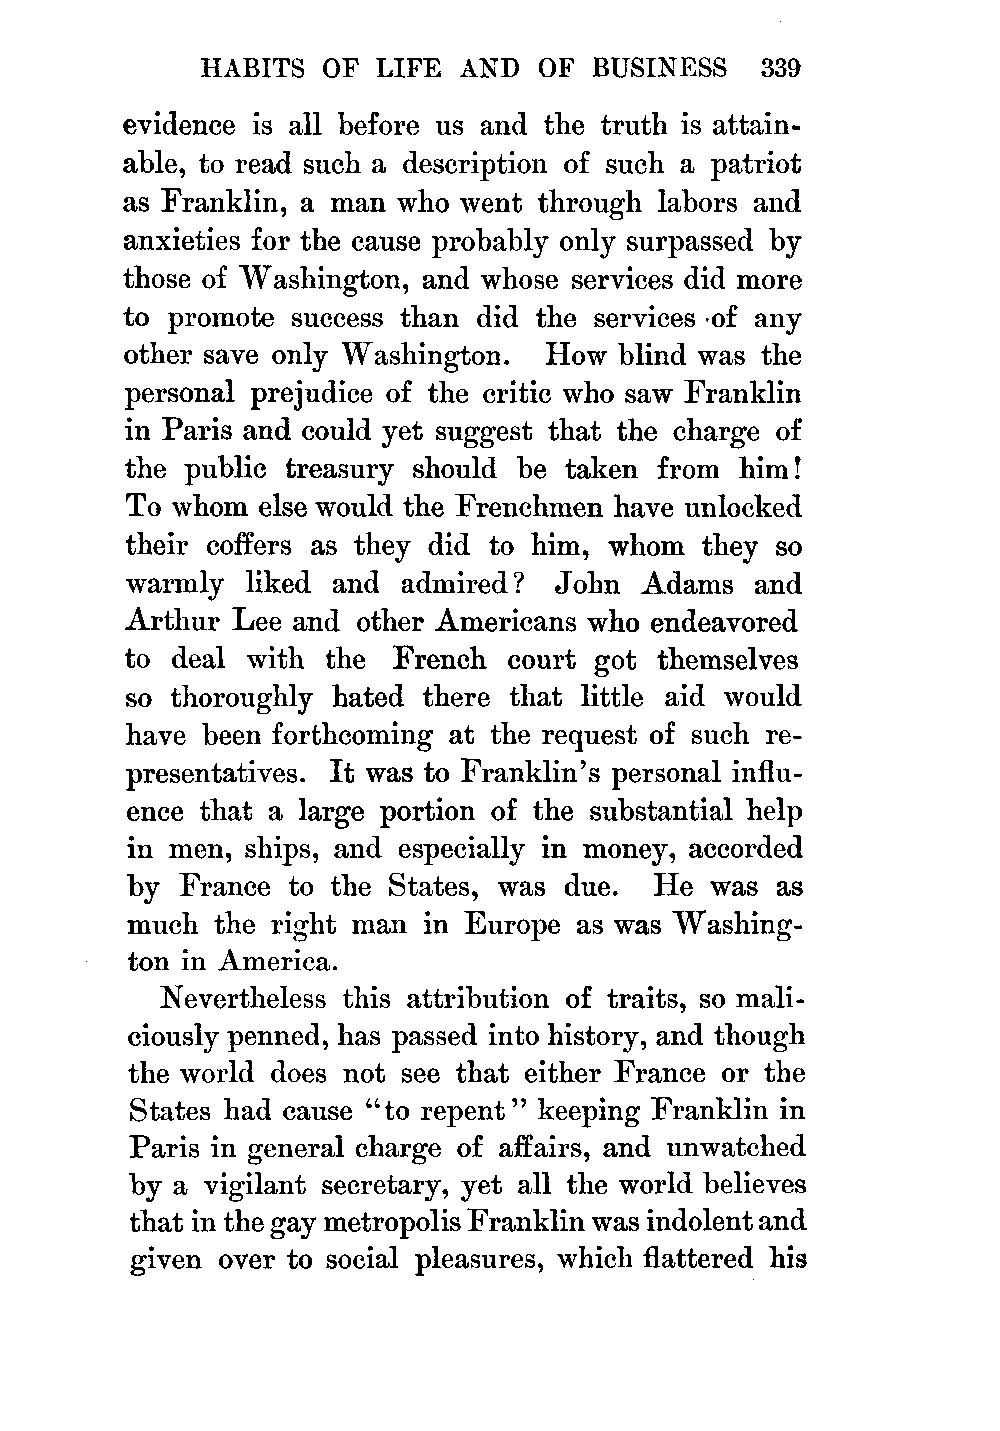 HABITS OF LIFE AND OF BUSINESS 339
evidence is all before us and the truth is attain-
able, to read such a description of such a patriot
as Franklin, a man who went through labors and
anxieties for the cause probably only surpassed by
those of Washington, and whose services did more
to promote success than did the services of any
other save only Washington. How blind was the
personal prejudice of the critic who saw Franklin
in Paris and could yet suggest that the charge of
the public treasury should be taken from him!
To whom else would the Frenchmen have unlocked
their coffers as they did to him, whom they so
warmly liked and admired? John Adams and
Arthur Lee and other Americans who endeavored
to deal with the French court got themselves
so thoroughly hated there that little aid would
have been forthcoming at the request of such re-
presentatives. It was to Franklin's personal influ-
ence that a large portion of the substantial help
in men, ships, and especially in money, accorded
by France to the States, was due. He was as
much the right man in Europe as was Washing-
ton in America.
Nevertheless this attribution of traits, so mali-
ciously penned, has passed into history, and though
the world does not see that either France or the
States had cause "to repent" keeping Franklin in
Paris in general charge of affairs, and unwatched
by a vigilant secretary, yet all the world believes
that in the gay metropolis Franklin was indolent and
given over to social pleasures, which flattered his